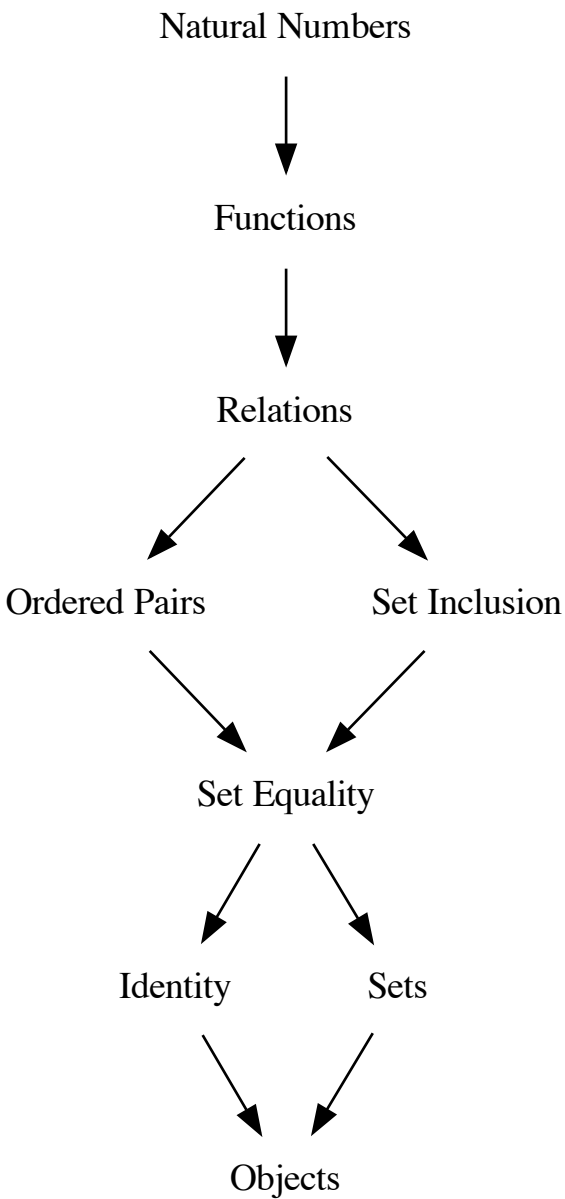 Natural Numbers
Functions
Relations
Ordered Pairs
Set Inclusion
Set Equality
Identity
Sets
Objects